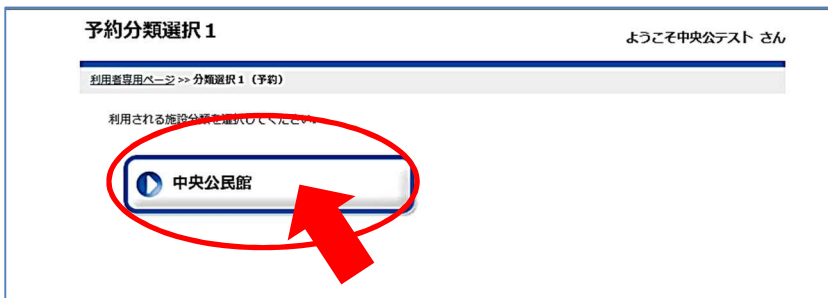 予約分類選択1
ようこそ中央公テスト さん
利用者専用ページ >> 分類選択1（予約）
利用される施設分類を選択してください。
中央公民館